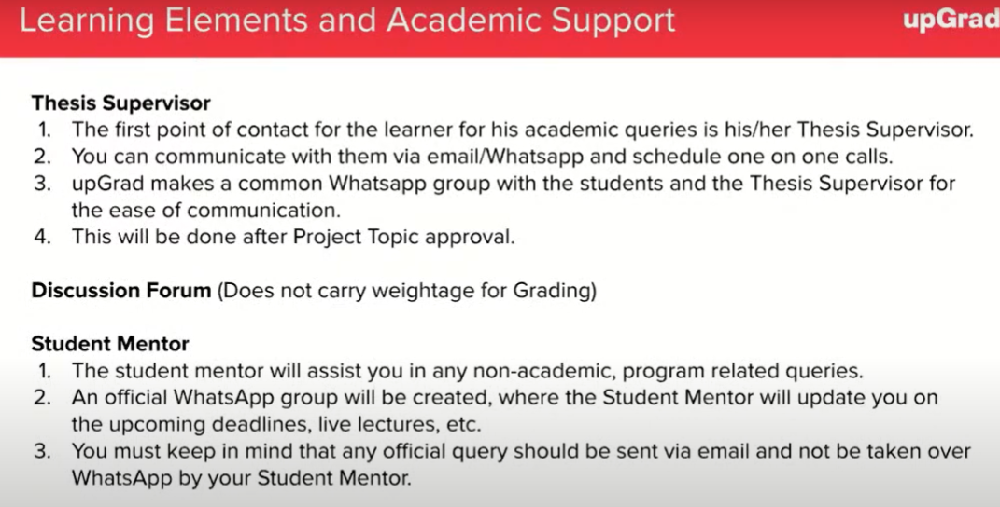 Learning Elements and Academic Support
upGrad
Thesis Supervisor
1. The first point of contact for the learner for his academic queries is his/her Thesis Supervisor.
2. You can communicate with them via email/Whatsapp and schedule one on one calls.
3. upGrad makes a common Whatsapp group with the students and the Thesis Supervisor for
the ease of communication.
4. This will be done after Project Topic approval.
Discussion Forum (Does not carry weightage for Grading)
Student Mentor
1. The student mentor will assist you in any non-academic, program related queries.
2. An official WhatsApp group will be created, where the Student Mentor will update you on
the upcoming deadlines, live lectures, etc.
3. You must keep in mind that any official query should be sent via email and not be taken over
WhatsApp by your Student Mentor.